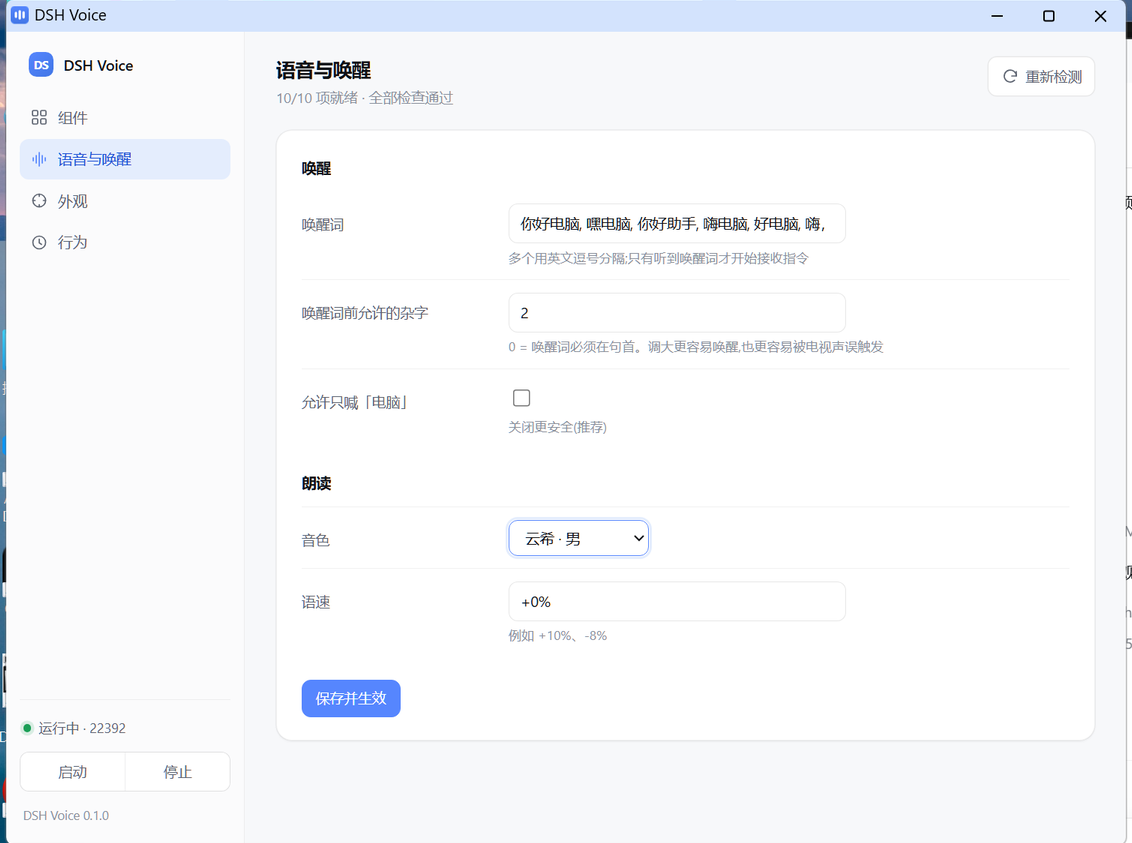 DSH Voice
DS DSH Voice
组件
语音与唤醒
外观
行为
运行中 · 22392
启动 停止
DSH Voice 0.1.0
语音与唤醒
10/10 项就绪 · 全部检查通过
重新检测
唤醒
唤醒词 你好电脑, 嘿电脑, 你好助手, 嗨电脑, 好电脑, 嗨,
多个用英文逗号分隔;只有听到唤醒词才开始接收指令
唤醒词前允许的杂字 2
0 = 唤醒词必须在句首。调大更容易唤醒,也更容易被电视声误触发
允许只喊「电脑」
关闭更安全(推荐)
朗读
音色 云希 · 男
语速 +0%
例如 +10%、-8%
保存并生效